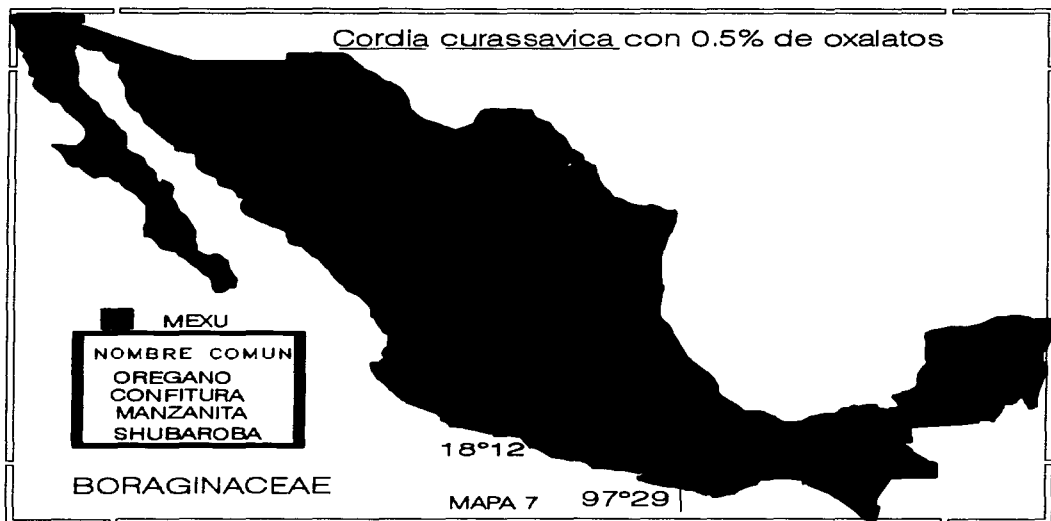 Cordia curassavica con 0.5% de oxalatos
MEXU
NOMBRE COMUN
OREGANO
CONFITURA
MANZANITA
SHUBAROBA
18°12
BORAGINACEAE
MAPA 7
97°29